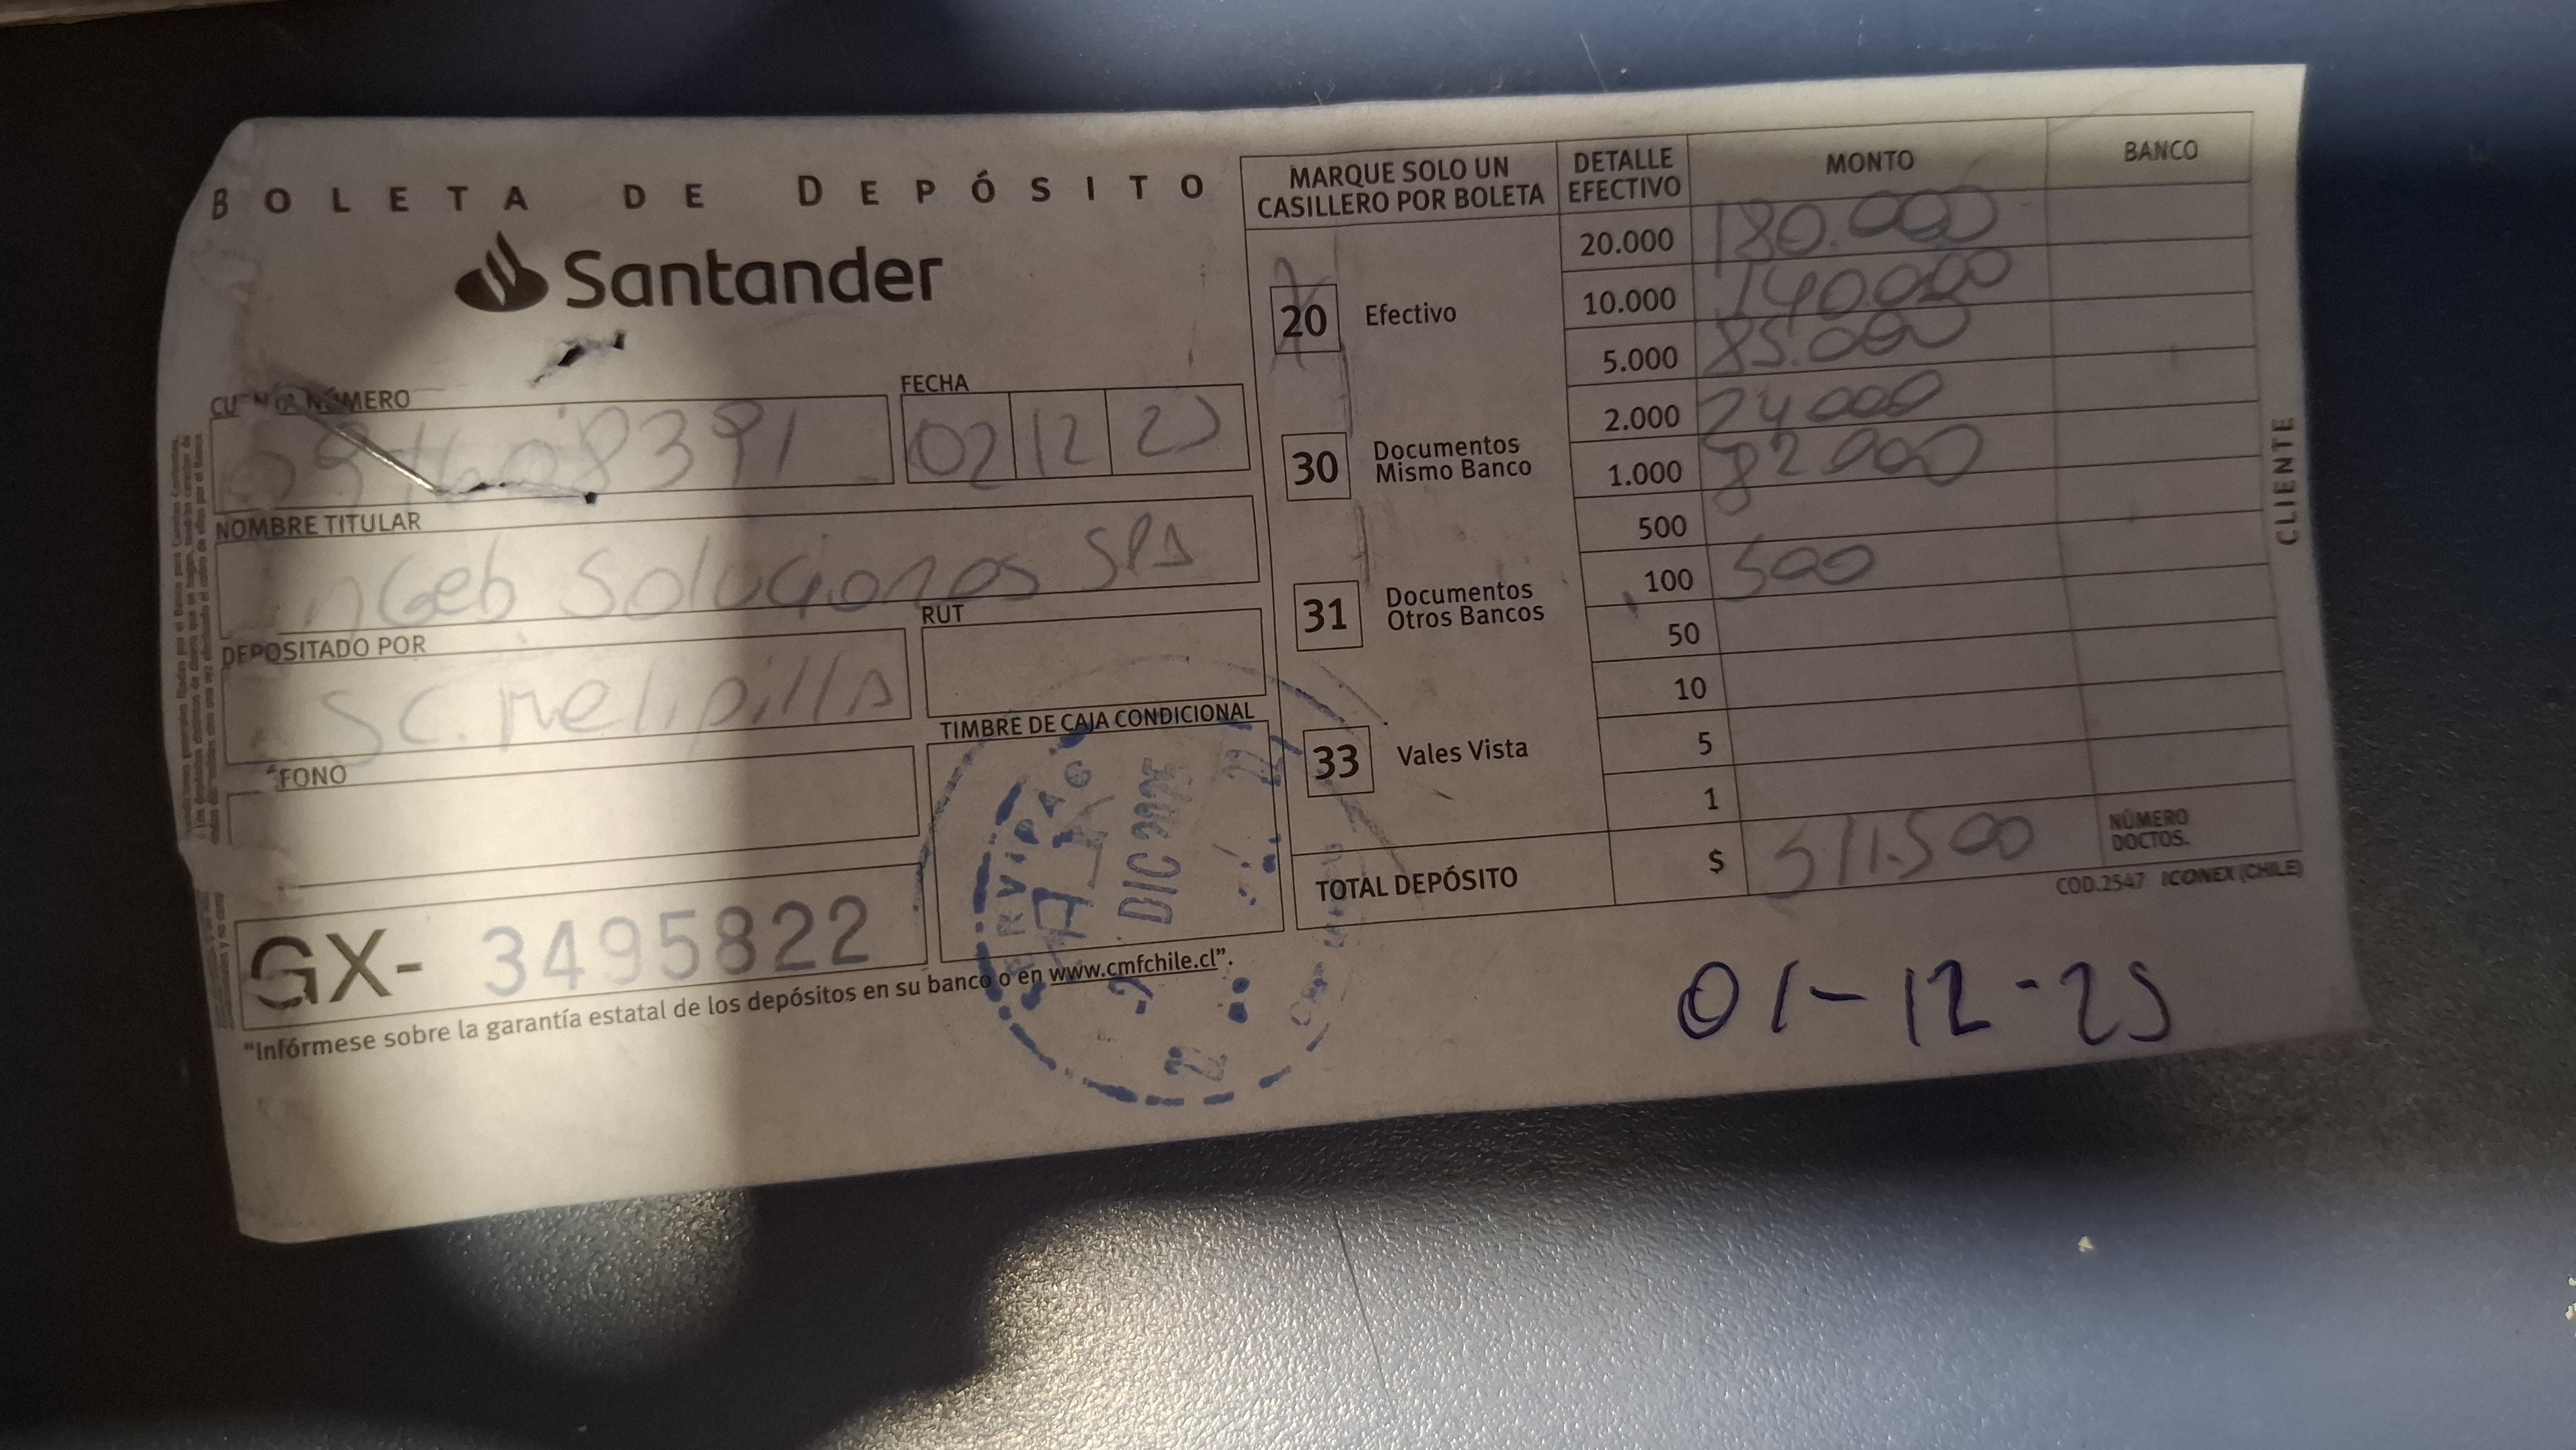 BOLETA DE DEPÓSITO
Santander
CUENTA NÚMERO
FECHA
02 12 25
NOMBRE TITULAR
nGeb Soluciones SPA
DEPOSITADO POR
RUT
SC. Melipilla
FONO
TIMBRE DE CAJA CONDICIONAL
SERVIPAG
DIC 2025
GX- 3495822
"Infórmese sobre la garantía estatal de los depósitos en su banco o en www.cmfchile.cl".
MARQUE SOLO UN CASILLERO POR BOLETA
20 Efectivo
30 Documentos Mismo Banco
31 Documentos Otros Bancos
33 Vales Vista
DETALLE EFECTIVO MONTO BANCO
20.000 180.000
10.000 140.000
5.000 85.000
2.000 24000
1.000 82000
500
100 500
50
10
5
1
TOTAL DEPÓSITO $ 511.500 NÚMERO DOCTOS.
COD.2547 ICONEX (CHILE)
CLIENTE
01-12-25